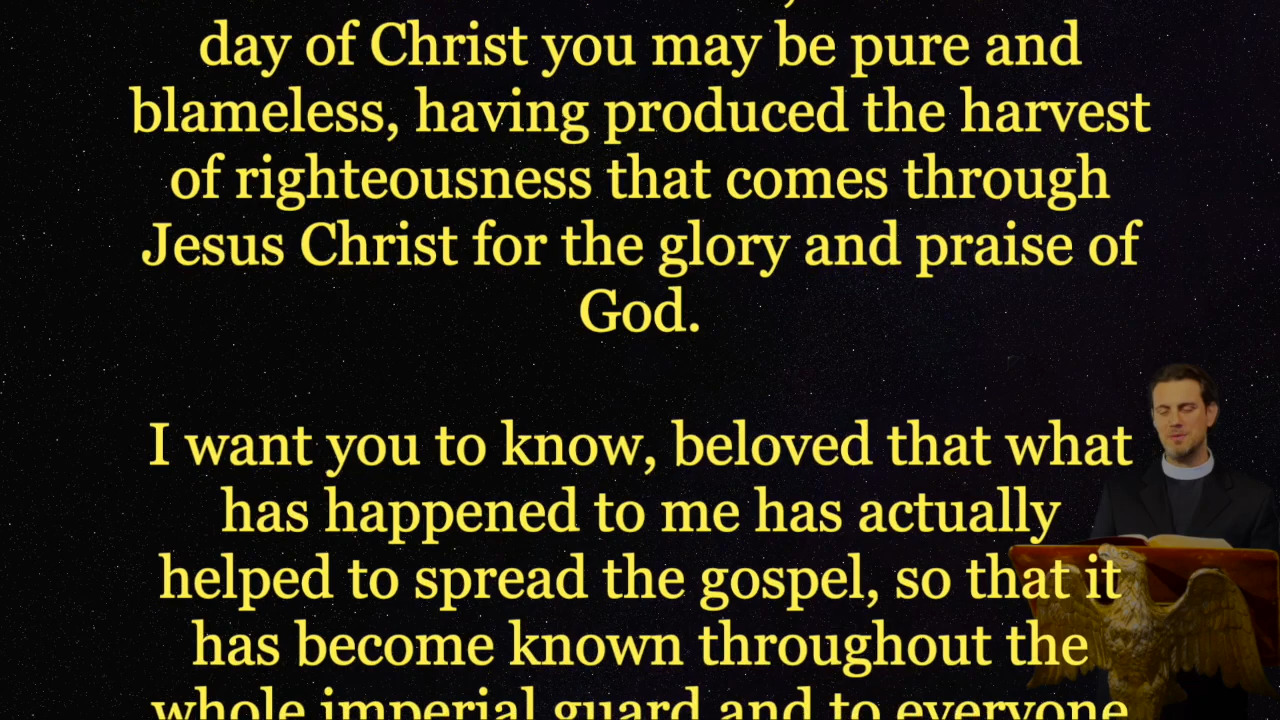 day of Christ you may be pure and
blameless, having produced the harvest
of righteousness that comes through
Jesus Christ for the glory and praise of
God.
I want you to know, beloved that what
has happened to me has actually
helped to spread the gospel, so that it
has become known throughout the
whole imperial guard and to everyone